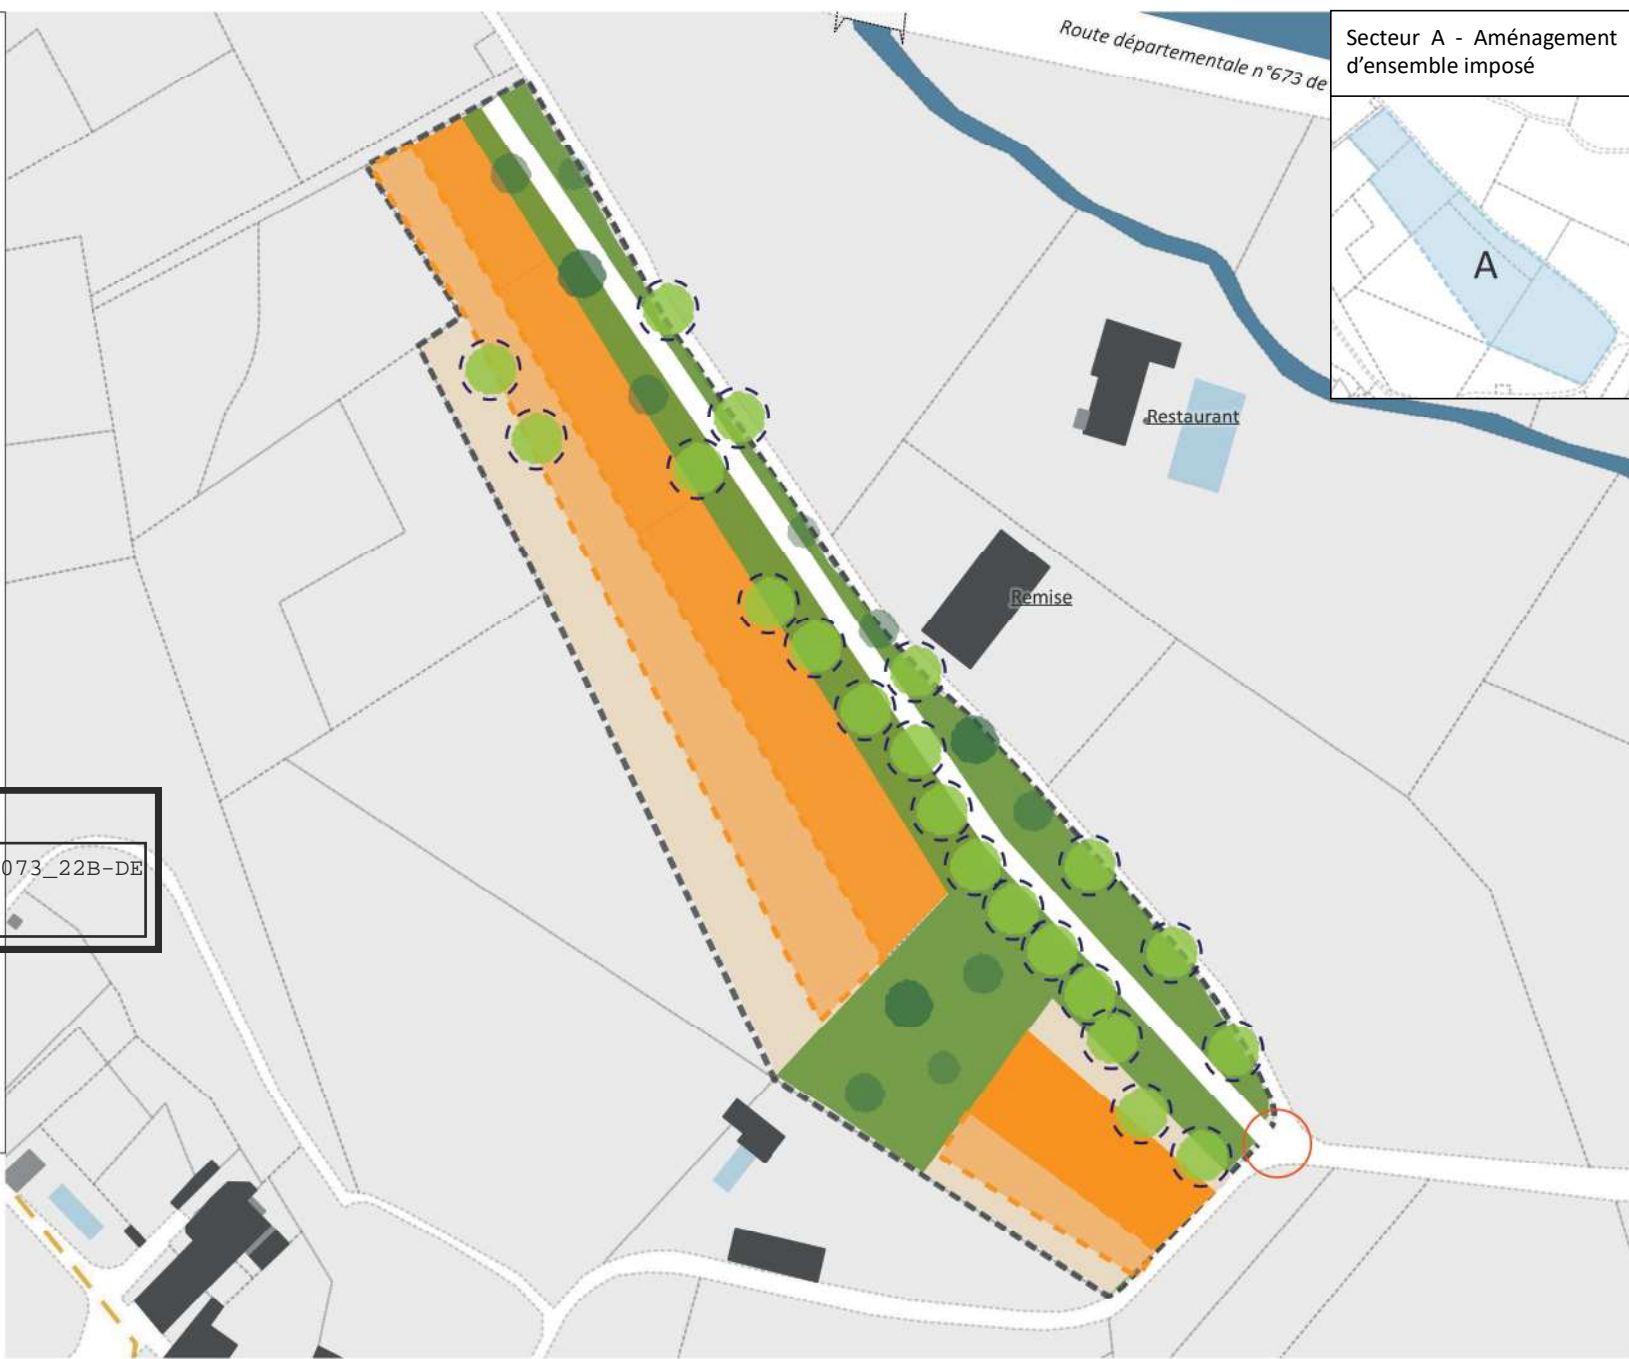 Route départementale n°673 de
Secteur A - Aménagement
d'ensemble imposé
A
Restaurant
Remise
073_22B-DE